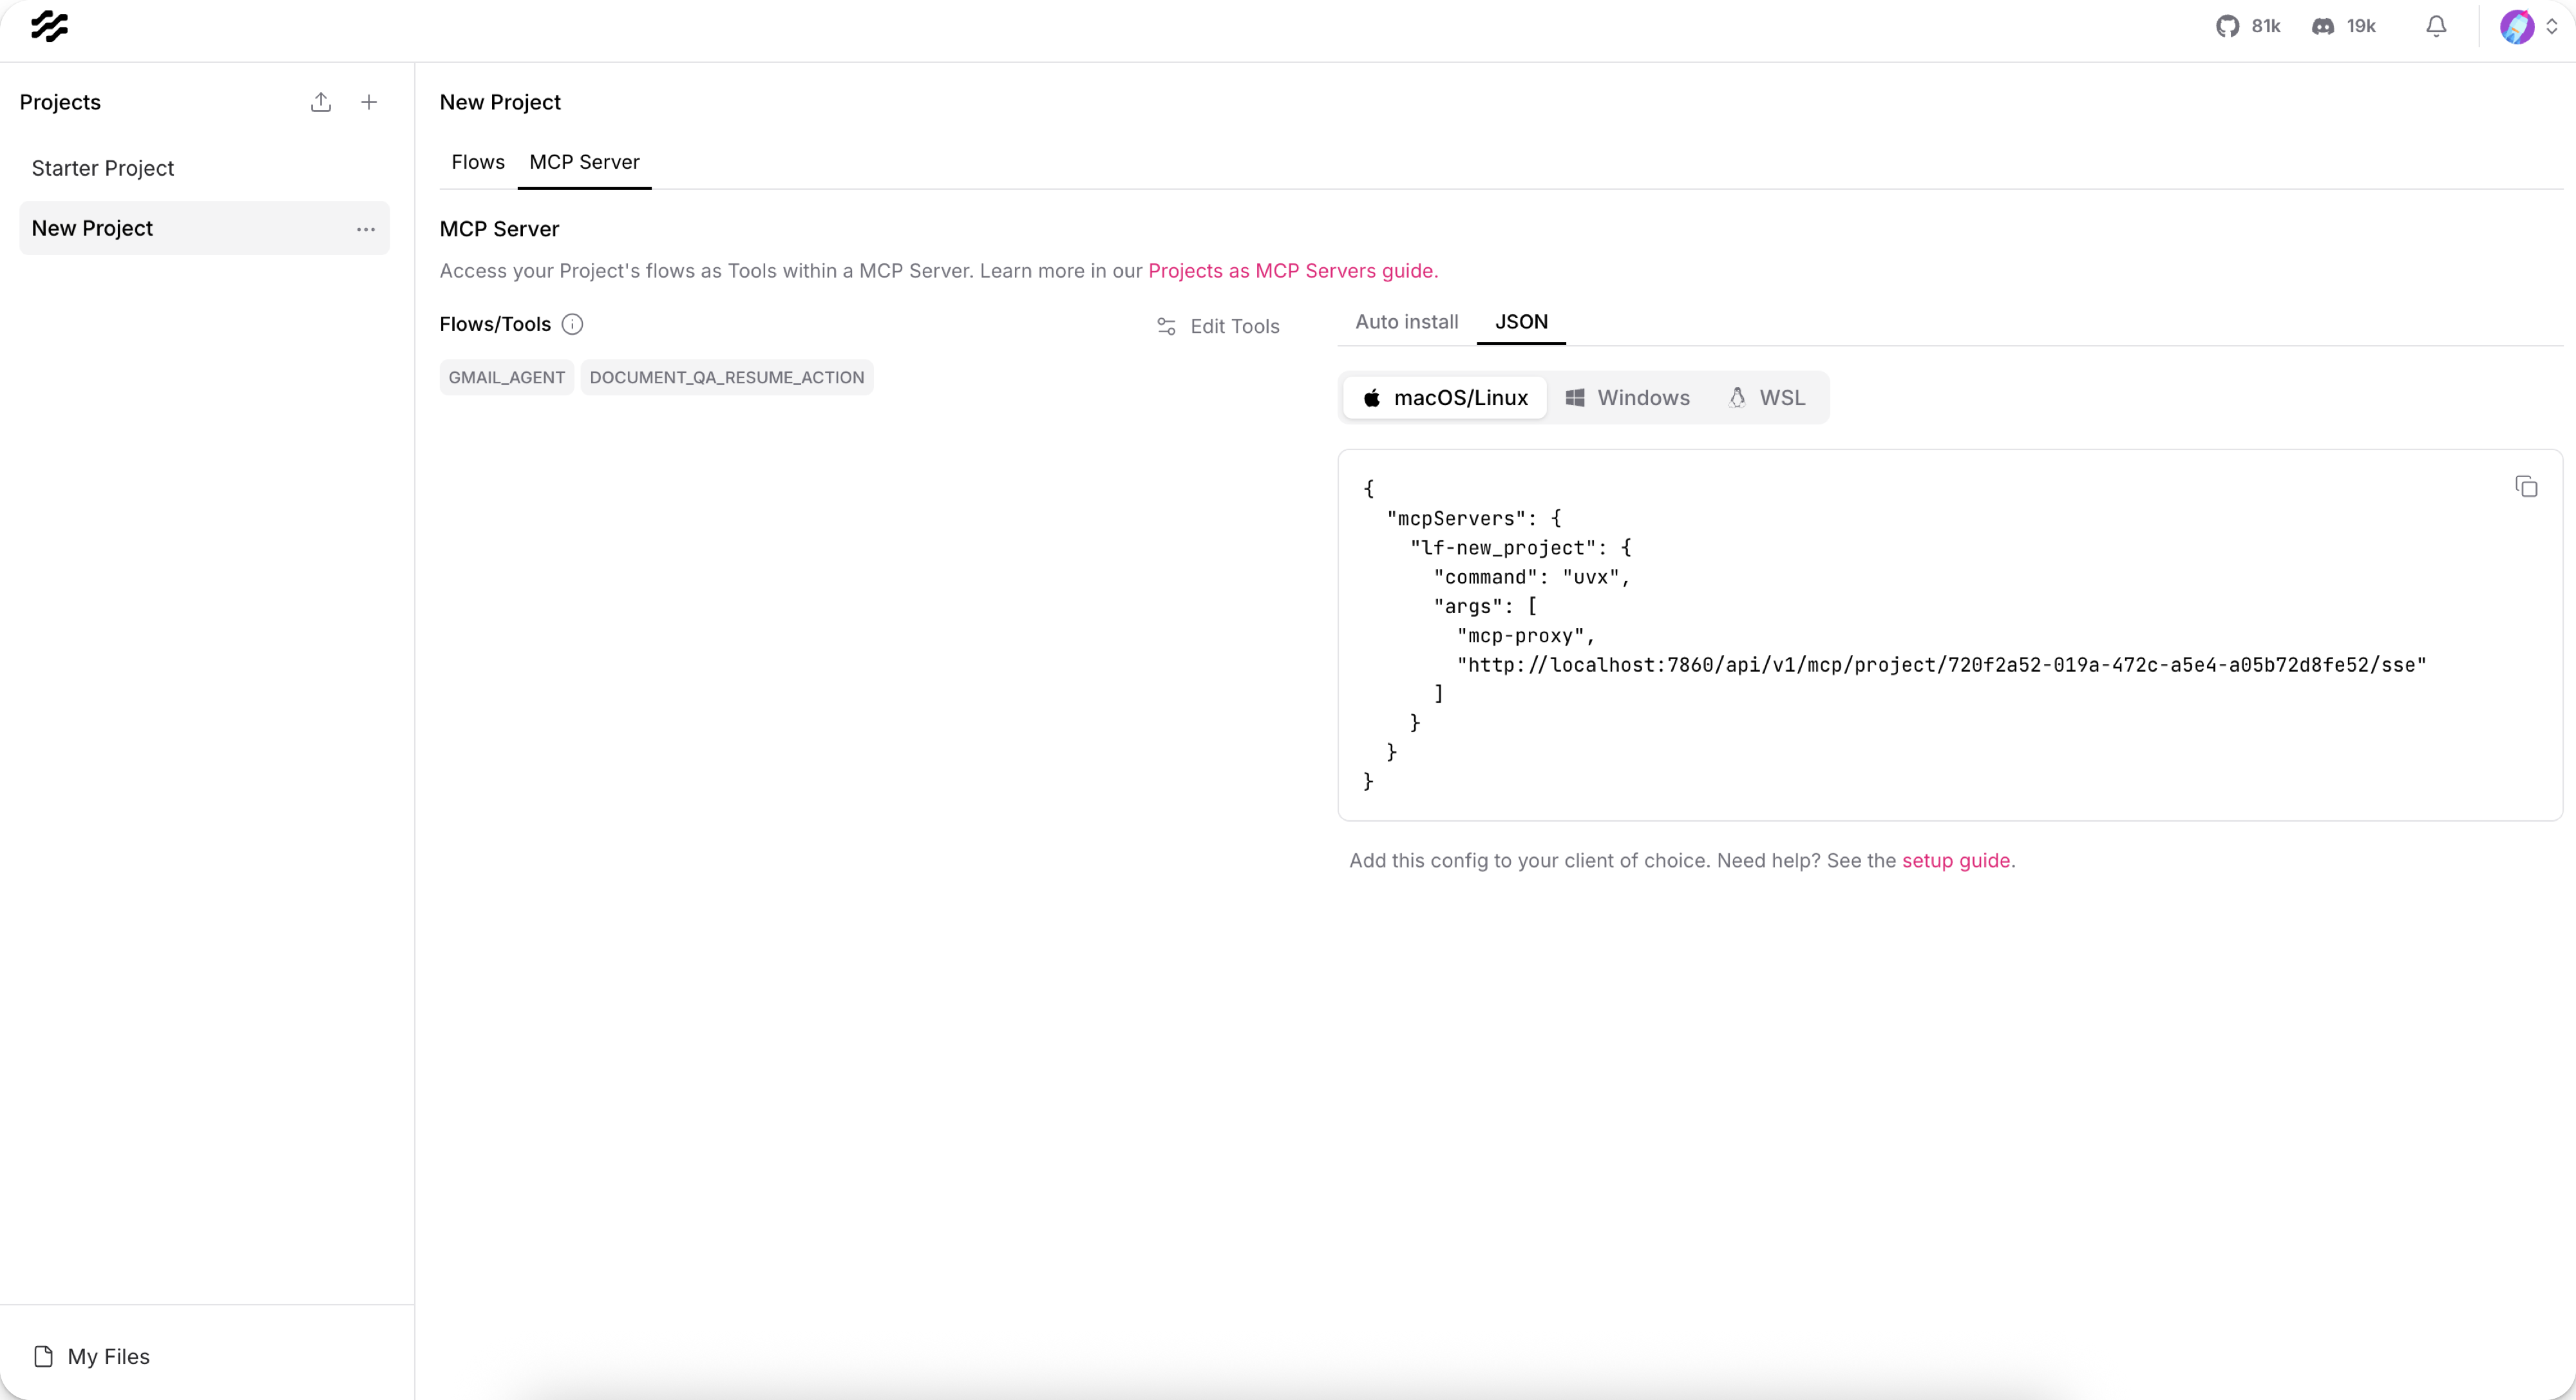 81k 19k
Projects
Starter Project
New Project
My Files
New Project
Flows MCP Server
MCP Server
Access your Project's flows as Tools within a MCP Server. Learn more in our Projects as MCP Servers guide.
Flows/Tools
Edit Tools
GMAIL_AGENT DOCUMENT_QA_RESUME_ACTION
Auto install JSON
macOS/Linux Windows WSL
{
  "mcpServers": {
    "lf-new_project": {
      "command": "uvx",
      "args": [
        "mcp-proxy",
        "http://localhost:7860/api/v1/mcp/project/720f2a52-019a-472c-a5e4-a05b72d8fe52/sse"
      ]
    }
  }
}
Add this config to your client of choice. Need help? See the setup guide.